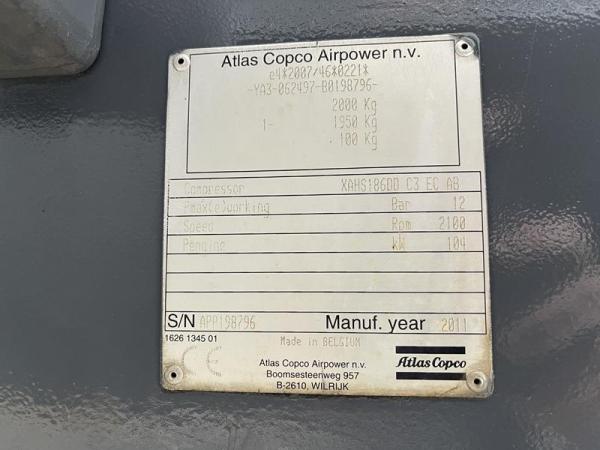 Atlas Copco Airpower n.v.
e4*2007/46*0221*
-YA3-062497-B0198796-
2000 Kg
1- 1950 Kg
100 Kg
Compressor XAHS186DD C3 EC AB
Pmax(e)working Bar 12
Speed Rpm 2100
Pengine kW 104
S/N APP198796 Manuf. year 2011
1626 1345 01
Made in BELGIUM
CE
Atlas Copco Airpower n.v.
Boomsesteenweg 957
B-2610, WILRIJK
Atlas Copco